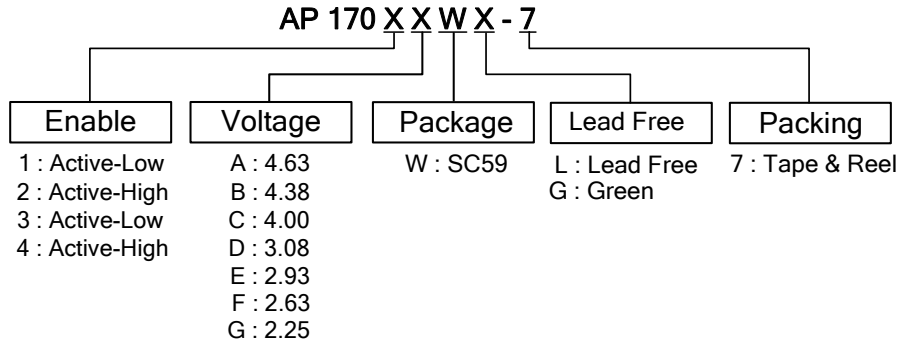 AP 170 X X W X - 7
Enable
1 : Active-Low
2 : Active-High
3 : Active-Low
4 : Active-High
Voltage
A : 4.63
B : 4.38
C : 4.00
D : 3.08
E : 2.93
F : 2.63
G : 2.25
Package
W : SC59
Lead Free
L : Lead Free
G : Green
Packing
7 : Tape & Reel